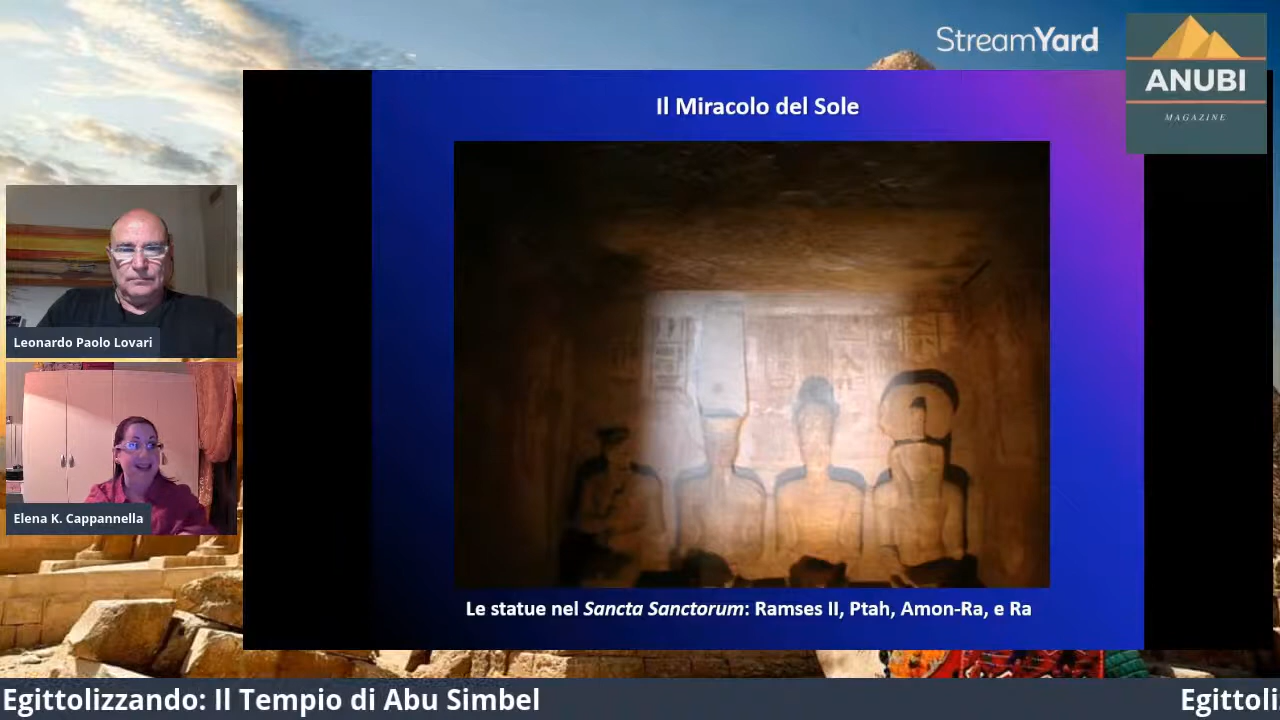 StreamYard
ANUBI
MAGAZINE
Il Miracolo del Sole
Leonardo Paolo Lovari
Elena K. Cappannella
Le statue nel Sancta Sanctorum: Ramses II, Ptah, Amon-Ra, e Ra
Egittolizzando: Il Tempio di Abu Simbel
Egittoliz